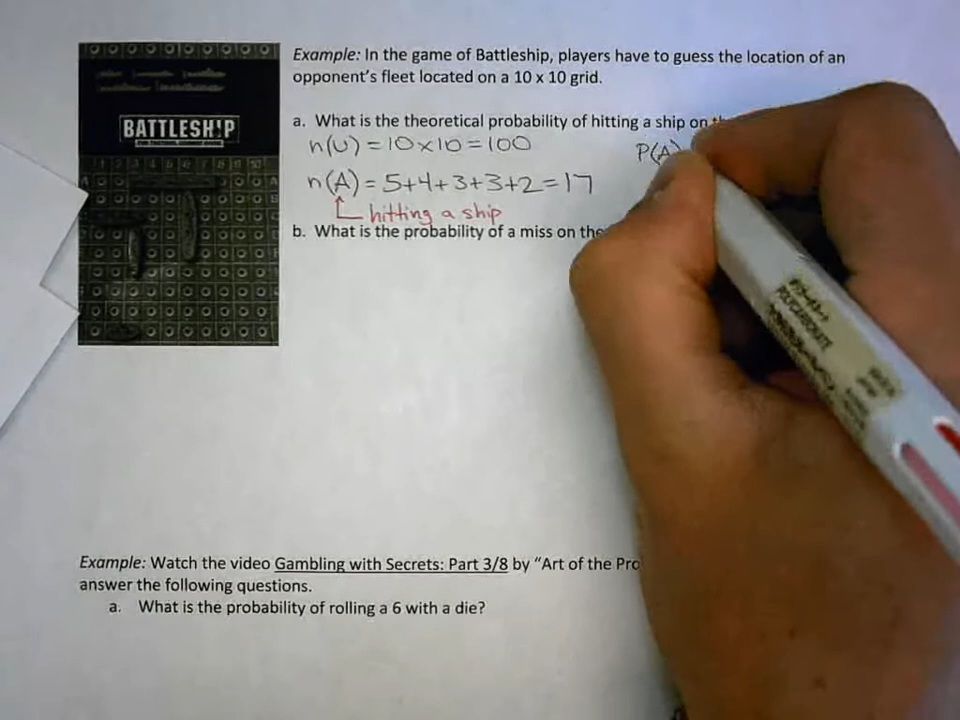 Example: In the game of Battleship, players have to guess the location of an
opponent's fleet located on a 10 x 10 grid.
BATTLESH!P
a. What is the theoretical probability of hitting a ship on
n(U) = 10×10 = 100
P(A)
n(A) = 5+4+3+3+2 = 17
hitting a ship
b. What is the probability of a miss on the
POLYCARBONATE
Example: Watch the video Gambling with Secrets: Part 3/8 by "Art of the Pro
answer the following questions.
a. What is the probability of rolling a 6 with a die?